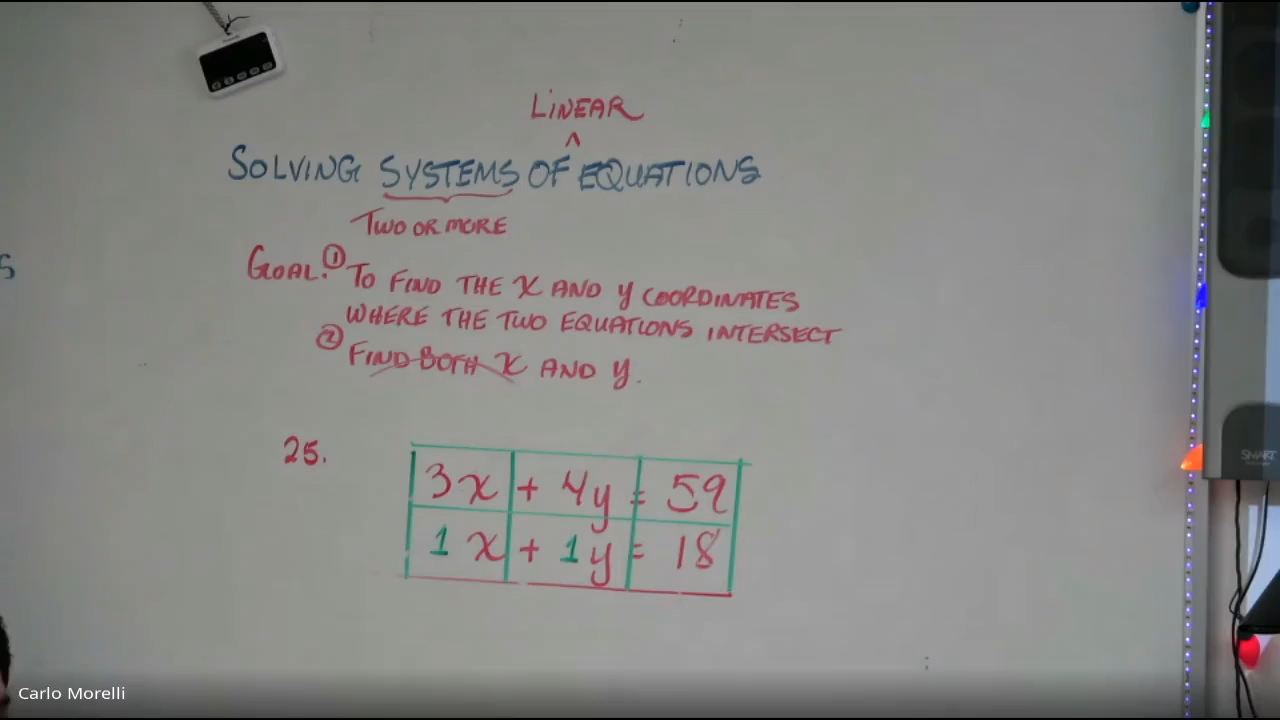 LINEAR
^
SOLVING SYSTEMS OF EQUATIONS
TWO OR MORE
GOAL: ① TO FIND THE X AND Y COORDINATES
WHERE THE TWO EQUATIONS INTERSECT
② FIND BOTH X AND Y.
25.
3x + 4y = 59
1x + 1y = 18
S
SMART
Carlo Morelli